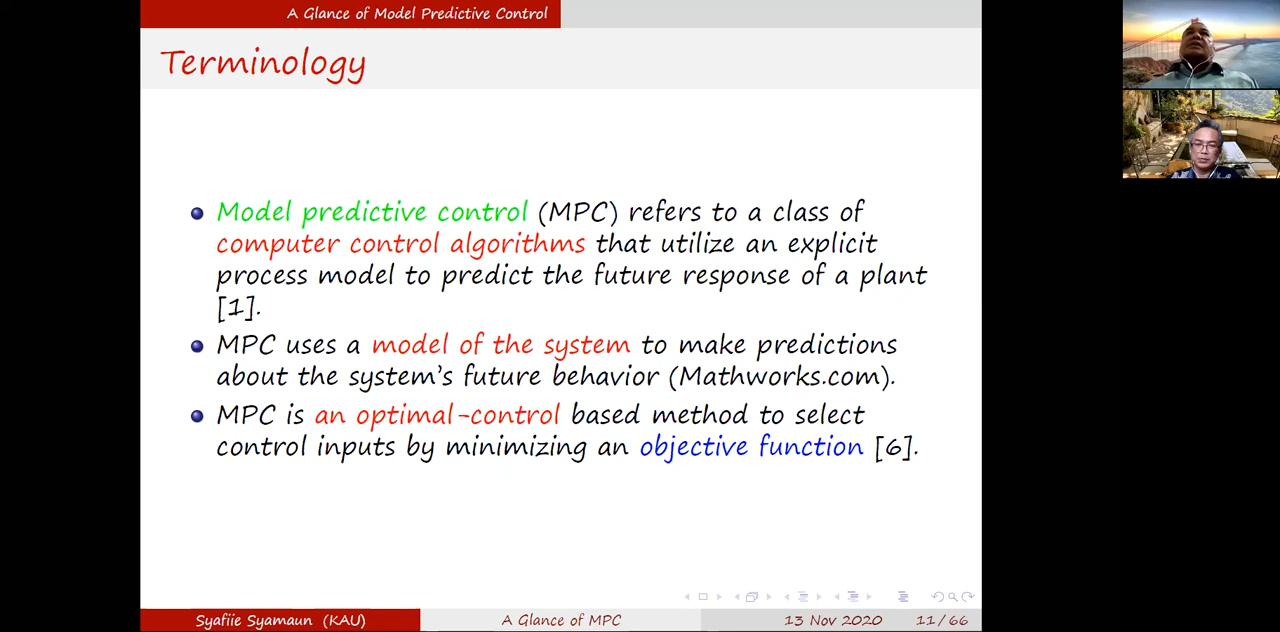 A Glance of Model Predictive Control
Terminology
Model predictive control (MPC) refers to a class of
computer control algorithms that utilize an explicit
process model to predict the future response of a plant
[1].
MPC uses a model of the system to make predictions
about the system's future behavior (Mathworks.com).
MPC is an optimal-control based method to select
control inputs by minimizing an objective function [6].
Syafiie Syamaun (KAU)
A Glance of MPC
13 Nov 2020
11/66